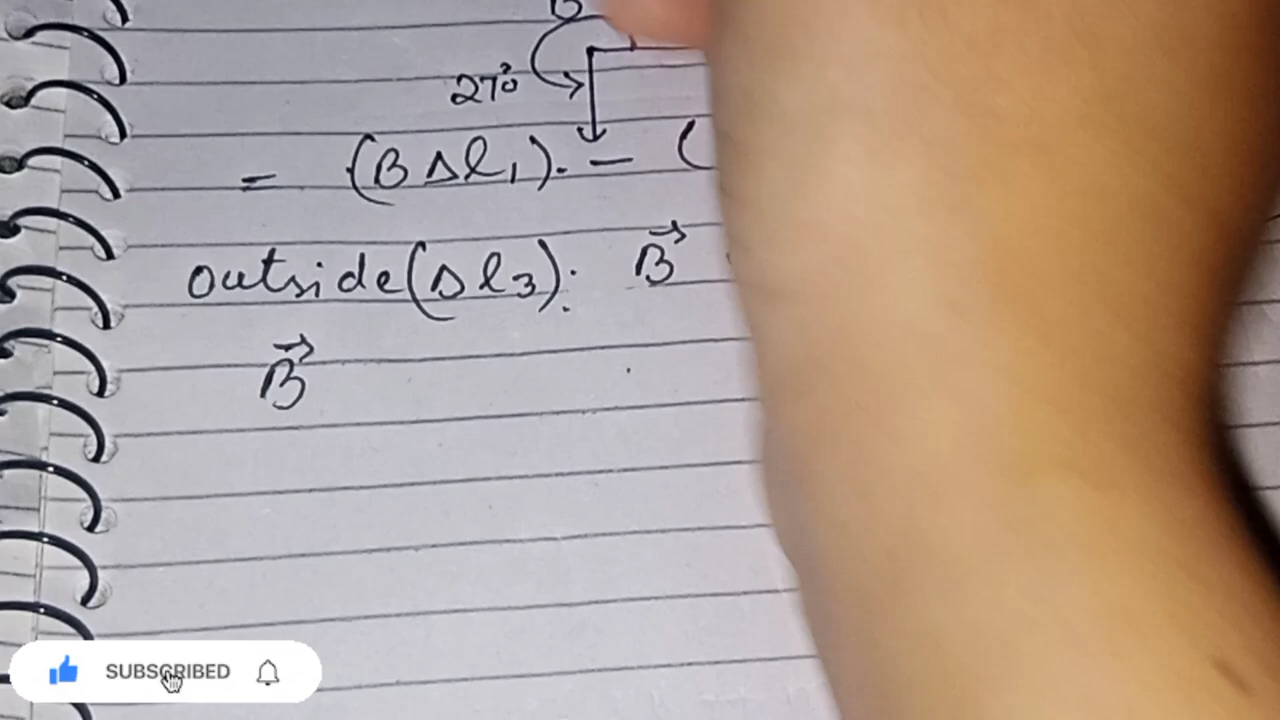 270°
= (BΔl₁). − (
outside(Δl₃): B⃗
B⃗
SUBSCRIBED